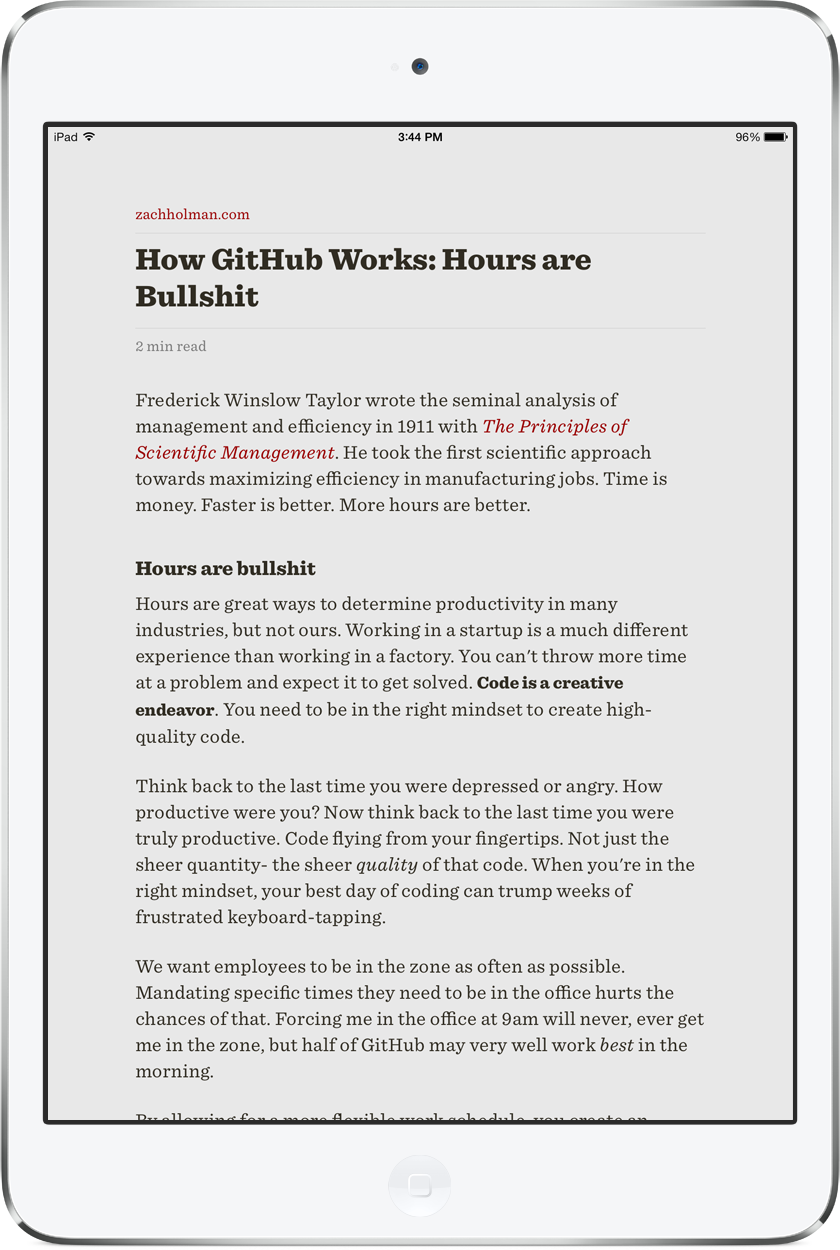 iPad 3:44 PM 96%
zachholman.com
How GitHub Works: Hours are
Bullshit
2 min read
Frederick Winslow Taylor wrote the seminal analysis of
management and efficiency in 1911 with The Principles of
Scientific Management. He took the first scientific approach
towards maximizing efficiency in manufacturing jobs. Time is
money. Faster is better. More hours are better.
Hours are bullshit
Hours are great ways to determine productivity in many
industries, but not ours. Working in a startup is a much different
experience than working in a factory. You can't throw more time
at a problem and expect it to get solved. Code is a creative
endeavor. You need to be in the right mindset to create high-
quality code.
Think back to the last time you were depressed or angry. How
productive were you? Now think back to the last time you were
truly productive. Code flying from your fingertips. Not just the
sheer quantity- the sheer quality of that code. When you're in the
right mindset, your best day of coding can trump weeks of
frustrated keyboard-tapping.
We want employees to be in the zone as often as possible.
Mandating specific times they need to be in the office hurts the
chances of that. Forcing me in the office at 9am will never, ever get
me in the zone, but half of GitHub may very well work best in the
morning.
By allowing for a more flexible work schedule, you create an